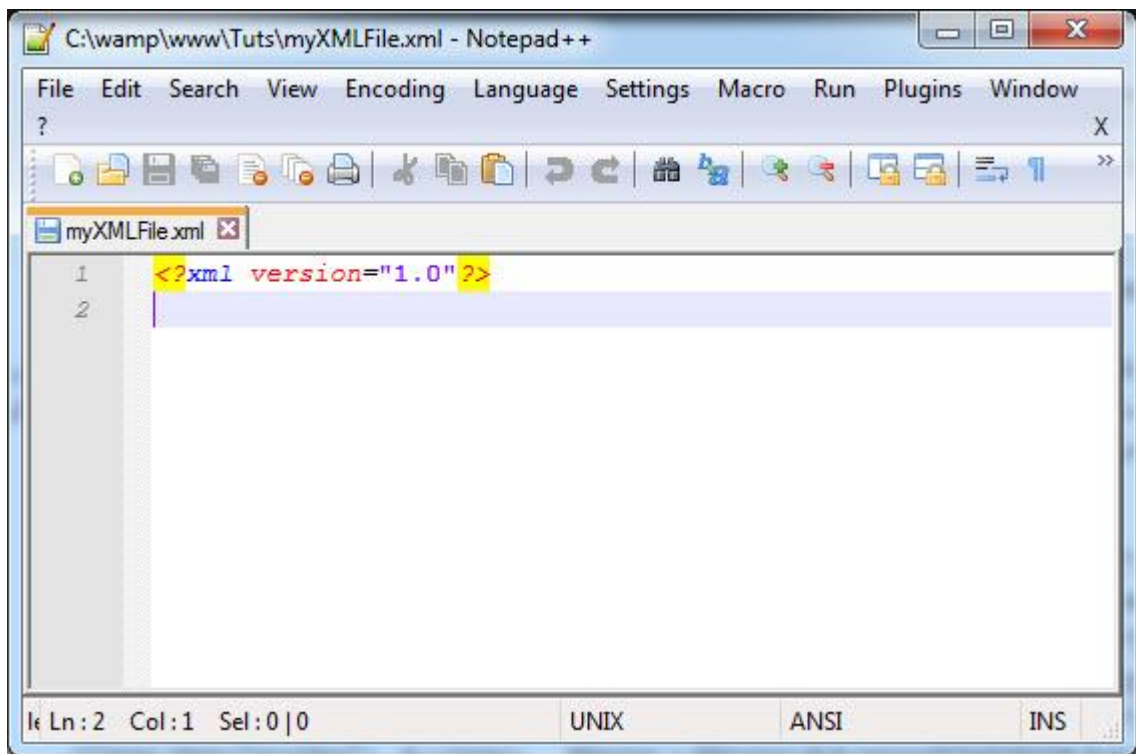 C:\wamp\www\Tuts\myXMLFile.xml - Notepad++
File Edit Search View Encoding Language Settings Macro Run Plugins Window
? X
myXMLFile.xml
1 <?xml version="1.0"?>
2
Ln : 2 Col : 1 Sel : 0 | 0 UNIX ANSI INS